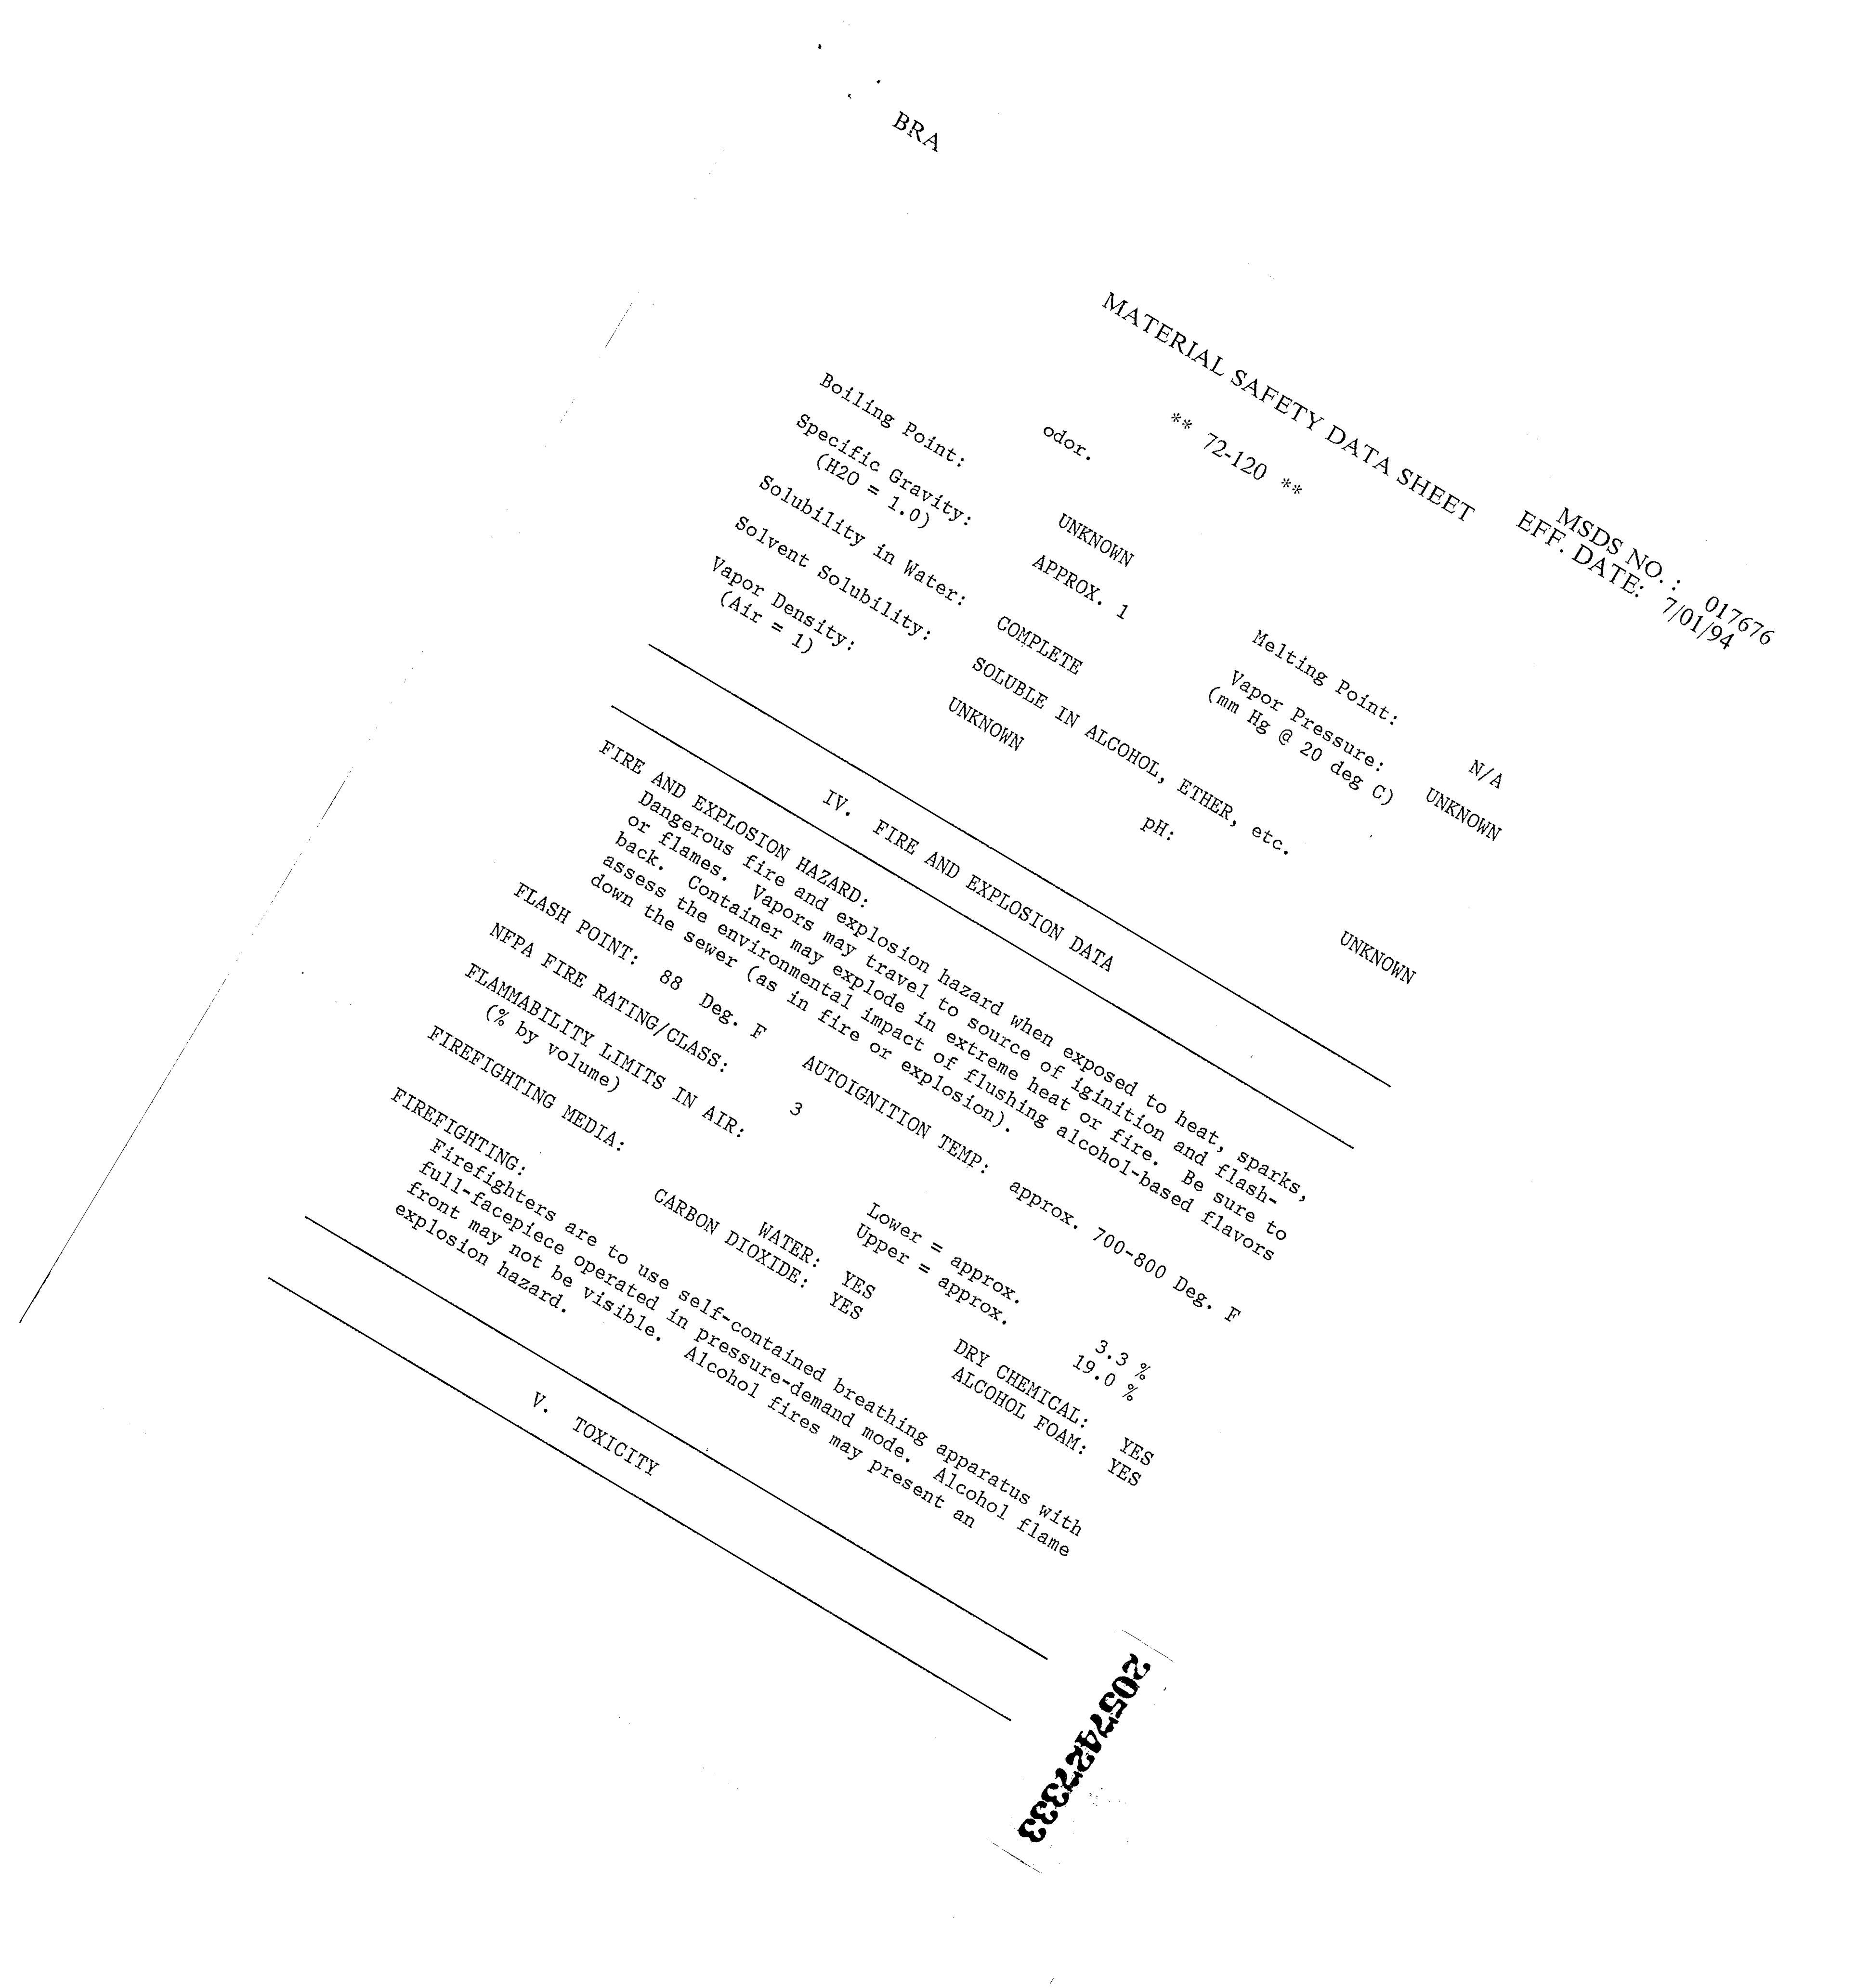 BRA
MATERIAL SAFETY DATA SHEET
MSDS NO. : 017676
EFF. DATE: 7/01/94
** 72-120 **
odor.
Boiling Point: UNKNOWN Melting Point: N/A
Specific Gravity: APPROX. 1 Vapor Pressure: UNKNOWN
(H2O = 1.0) (mm Hg @ 20 deg C)
Solubility in Water: COMPLETE
Solvent Solubility: SOLUBLE IN ALCOHOL, ETHER, etc.
Vapor Density: UNKNOWN pH: UNKNOWN
(Air = 1)
IV. FIRE AND EXPLOSION DATA
FIRE AND EXPLOSION HAZARD:
Dangerous fire and explosion hazard when exposed to heat, sparks,
or flames. Vapors may travel to source of iginition and flash-
back. Container may explode in extreme heat or fire. Be sure to
assess the environmental impact of flushing alcohol-based flavors
down the sewer (as in fire or explosion).
FLASH POINT: 88 Deg. F AUTOIGNITION TEMP: approx. 700-800 Deg. F
NFPA FIRE RATING/CLASS: 3
FLAMMABILITY LIMITS IN AIR: Lower = approx. 3.3 %
(% by volume) Upper = approx. 19.0 %
FIREFIGHTING MEDIA: WATER: YES DRY CHEMICAL: YES
CARBON DIOXIDE: YES ALCOHOL FOAM: YES
FIREFIGHTING:
Firefighters are to use self-contained breathing apparatus with
full-facepiece operated in pressure-demand mode. Alcohol flame
front may not be visible. Alcohol fires may present an
explosion hazard.
V. TOXICITY
2057422333